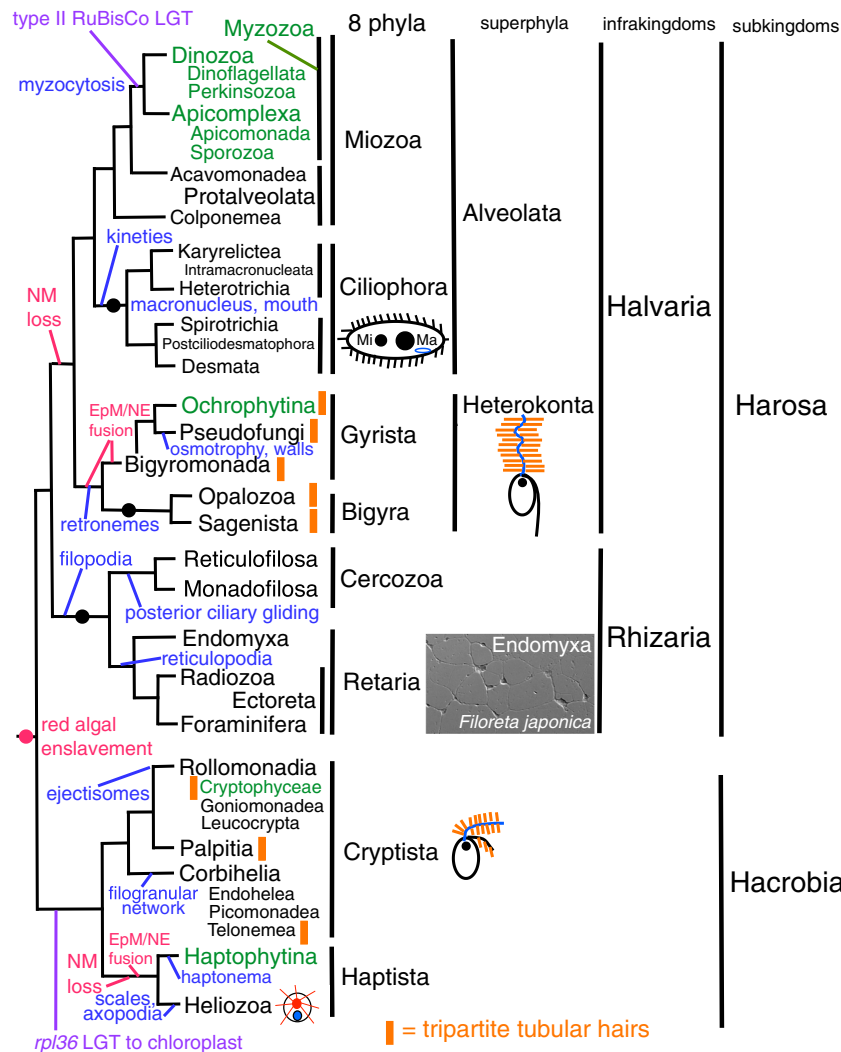 type II RuBisCo LGT
Myzozoa
8 phyla
superphyla
infrakingdoms
subkingdoms
Dinozoa
Dinoflagellata
Perkinsozoa
myzocytosis
Apicomplexa
Apicomonada
Sporozoa
Miozoa
Acavomonadea
Protalveolata
Colponemea
Alveolata
kineties
Karyrelictea
Intramacronucleata
Heterotrichia
macronucleus, mouth
Ciliophora
NM
loss
Spirotrichia
Postciliodesmatophora
Desmata
Mi
Ma
Halvaria
EpM/NE
fusion
Ochrophytina
Pseudofungi
osmotrophy, walls
Bigyromonada
Gyrista
Heterokonta
Harosa
Opalozoa
Sagenista
retronemes
Bigyra
filopodia
Reticulofilosa
Monadofilosa
posterior ciliary gliding
Cercozoa
Endomyxa
reticulopodia
Radiozoa
Ectoreta
Foraminifera
Retaria
Endomyxa
Filoreta japonica
Rhizaria
red algal
enslavement
Rollomonadia
ejectisomes
Cryptophyceae
Goniomonadea
Leucocrypta
Palpitia
Cryptista
Corbihelia
filogranular
network
Endohelea
Picomonadea
Telonemea
Hacrobia
EpM/NE
fusion
NM
loss
Haptophytina
haptonema
Haptista
scales,
axopodia
Heliozoa
= tripartite tubular hairs
rpl36 LGT to chloroplast